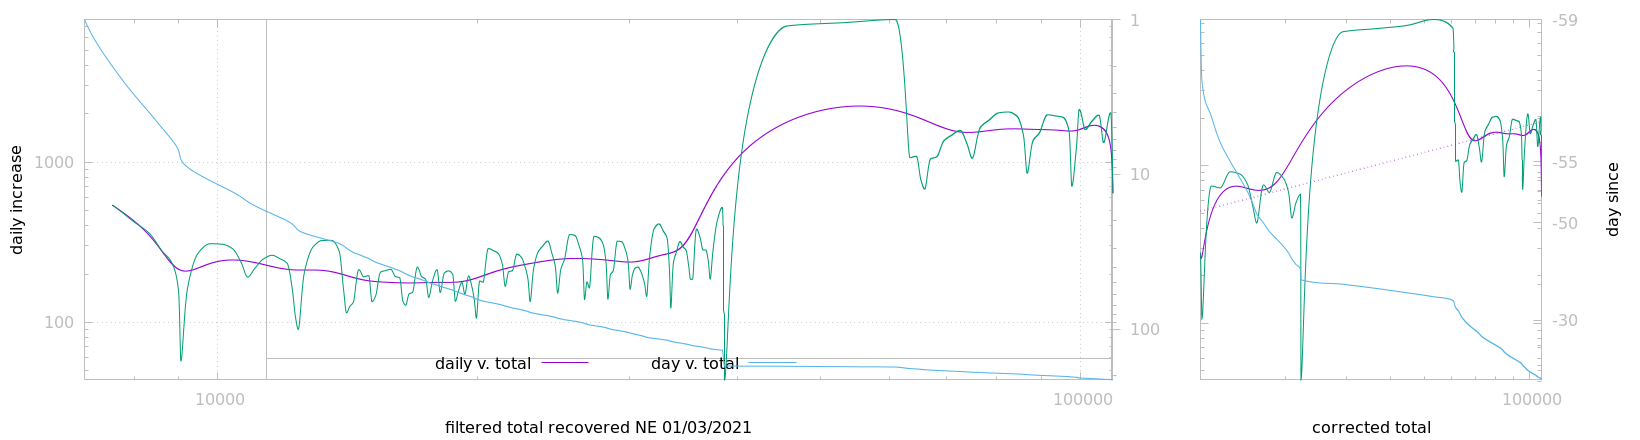 daily increase
1000
100
10000
100000
1
10
100
daily v. total
day v. total
filtered total recovered NE 01/03/2021
-59
-55
-50
-30
day since
100000
corrected total